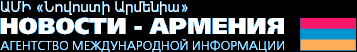 ԱՄԻ «Նովոստի Արմենիա»
НОВОСТИ - АРМЕНИЯ
АГЕНТСТВО МЕЖДУНАРОДНОЙ ИНФОРМАЦИИ